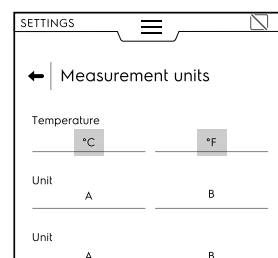 SETTINGS
Measurement units
Temperature
°C °F
Unit
A B
Unit
A B